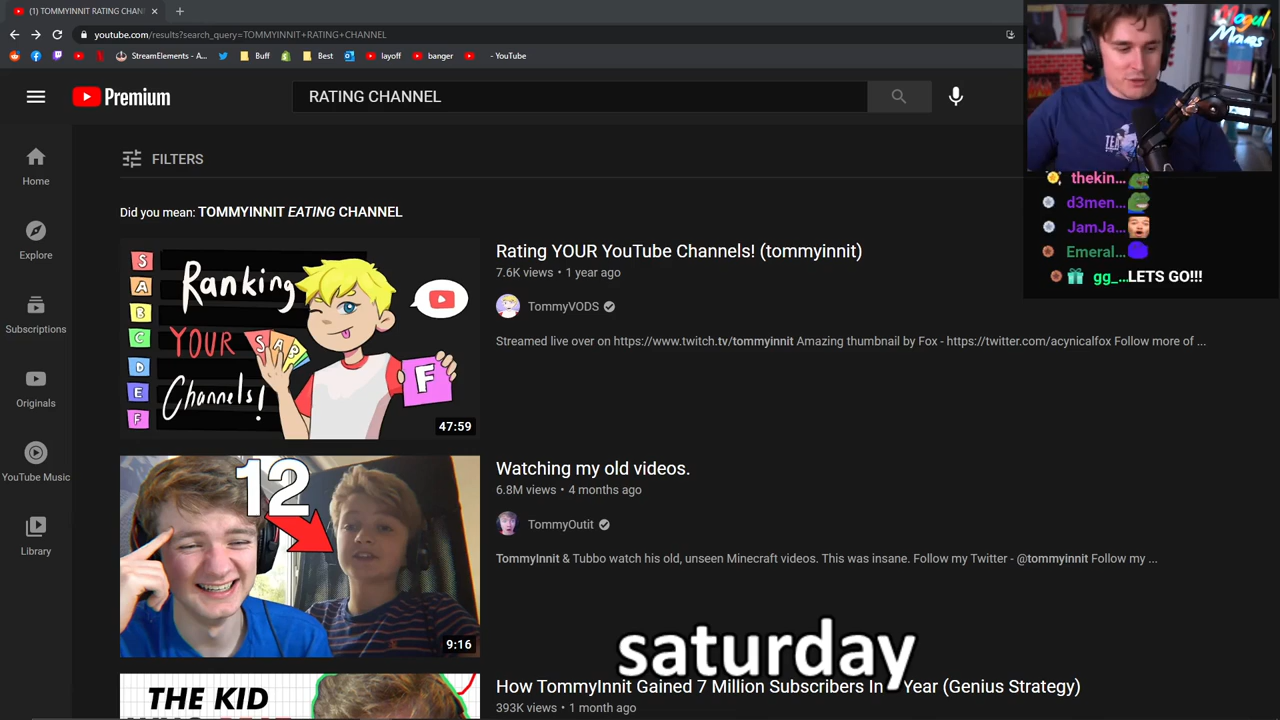 (1) TOMMYINNIT RATING CHAN
youtube.com/results?search_query=TOMMYINNIT+RATING+CHANNEL
StreamElements - A...
Buff
Best
layoff
banger
- YouTube
Premium
RATING CHANNEL
Mogul
Moves
Home
Explore
Subscriptions
Originals
YouTube Music
Library
FILTERS
thekin...
d3men...
JamJa...
Emeral...
gg_...LETS GO!!!
Did you mean: TOMMYINNIT EATING CHANNEL
S
A
B
C
D
E
F
Ranking
YOUR
Channels!
S
F
47:59
Rating YOUR YouTube Channels! (tommyinnit)
7.6K views • 1 year ago
TommyVODS
Streamed live over on https://www.twitch.tv/tommyinnit Amazing thumbnail by Fox - https://twitter.com/acynicalfox Follow more of ...
12
9:16
Watching my old videos.
6.8M views • 4 months ago
TommyOutit
TommyInnit & Tubbo watch his old, unseen Minecraft videos. This was insane. Follow my Twitter - @tommyinnit Follow my ...
saturday
THE KID
How TommyInnit Gained 7 Million Subscribers In Year (Genius Strategy)
393K views • 1 month ago